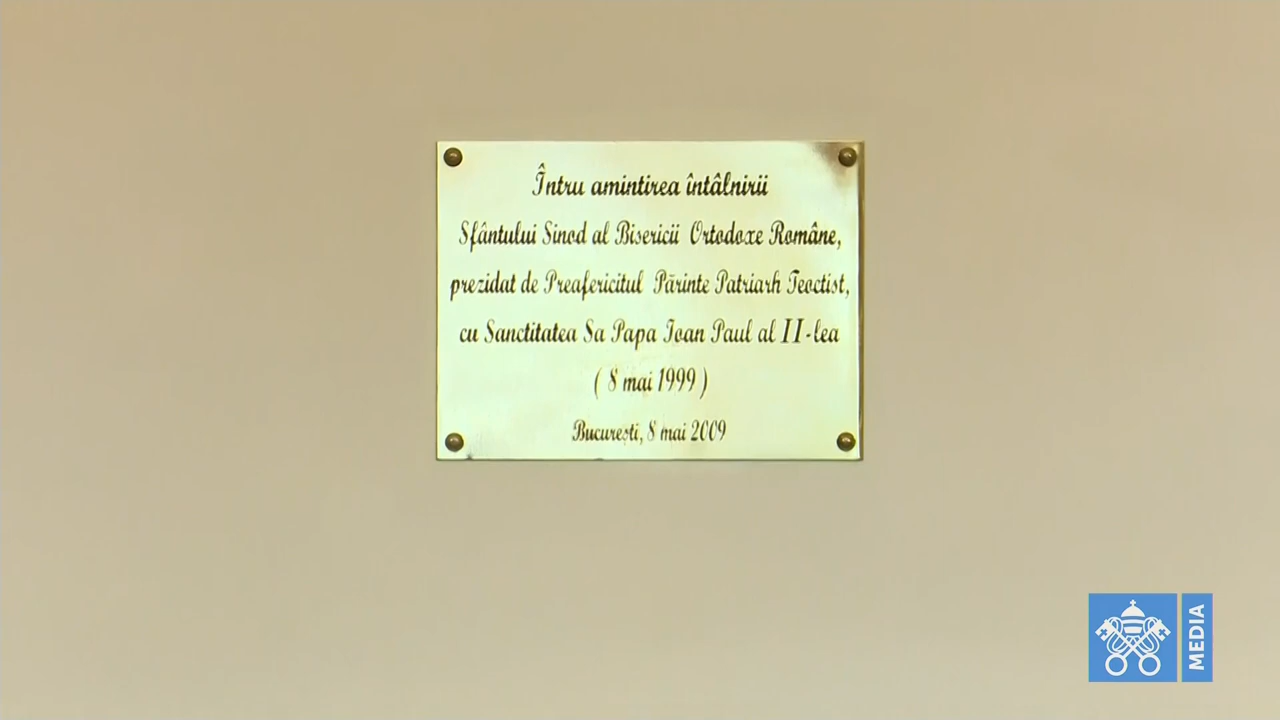 Întru amintirea întâlnirii
Sfântului Sinod al Bisericii Ortodoxe Române,
prezidat de Preafericitul Părinte Patriarh Teoctist,
cu Sanctitatea Sa Papa Ioan Paul al II-lea
( 8 mai 1999 )
București, 8 mai 2009
MEDIA